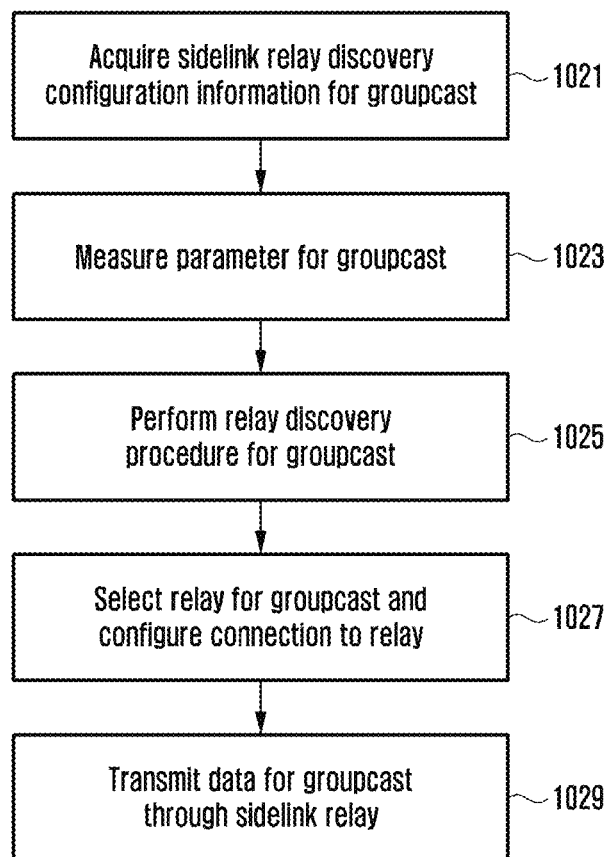 Acquire sidelink relay discovery
configuration information for groupcast
1021
Measure parameter for groupcast
1023
Perform relay discovery
procedure for groupcast
1025
Select relay for groupcast and
configure connection to relay
1027
Transmit data for groupcast
through sidelink relay
1029